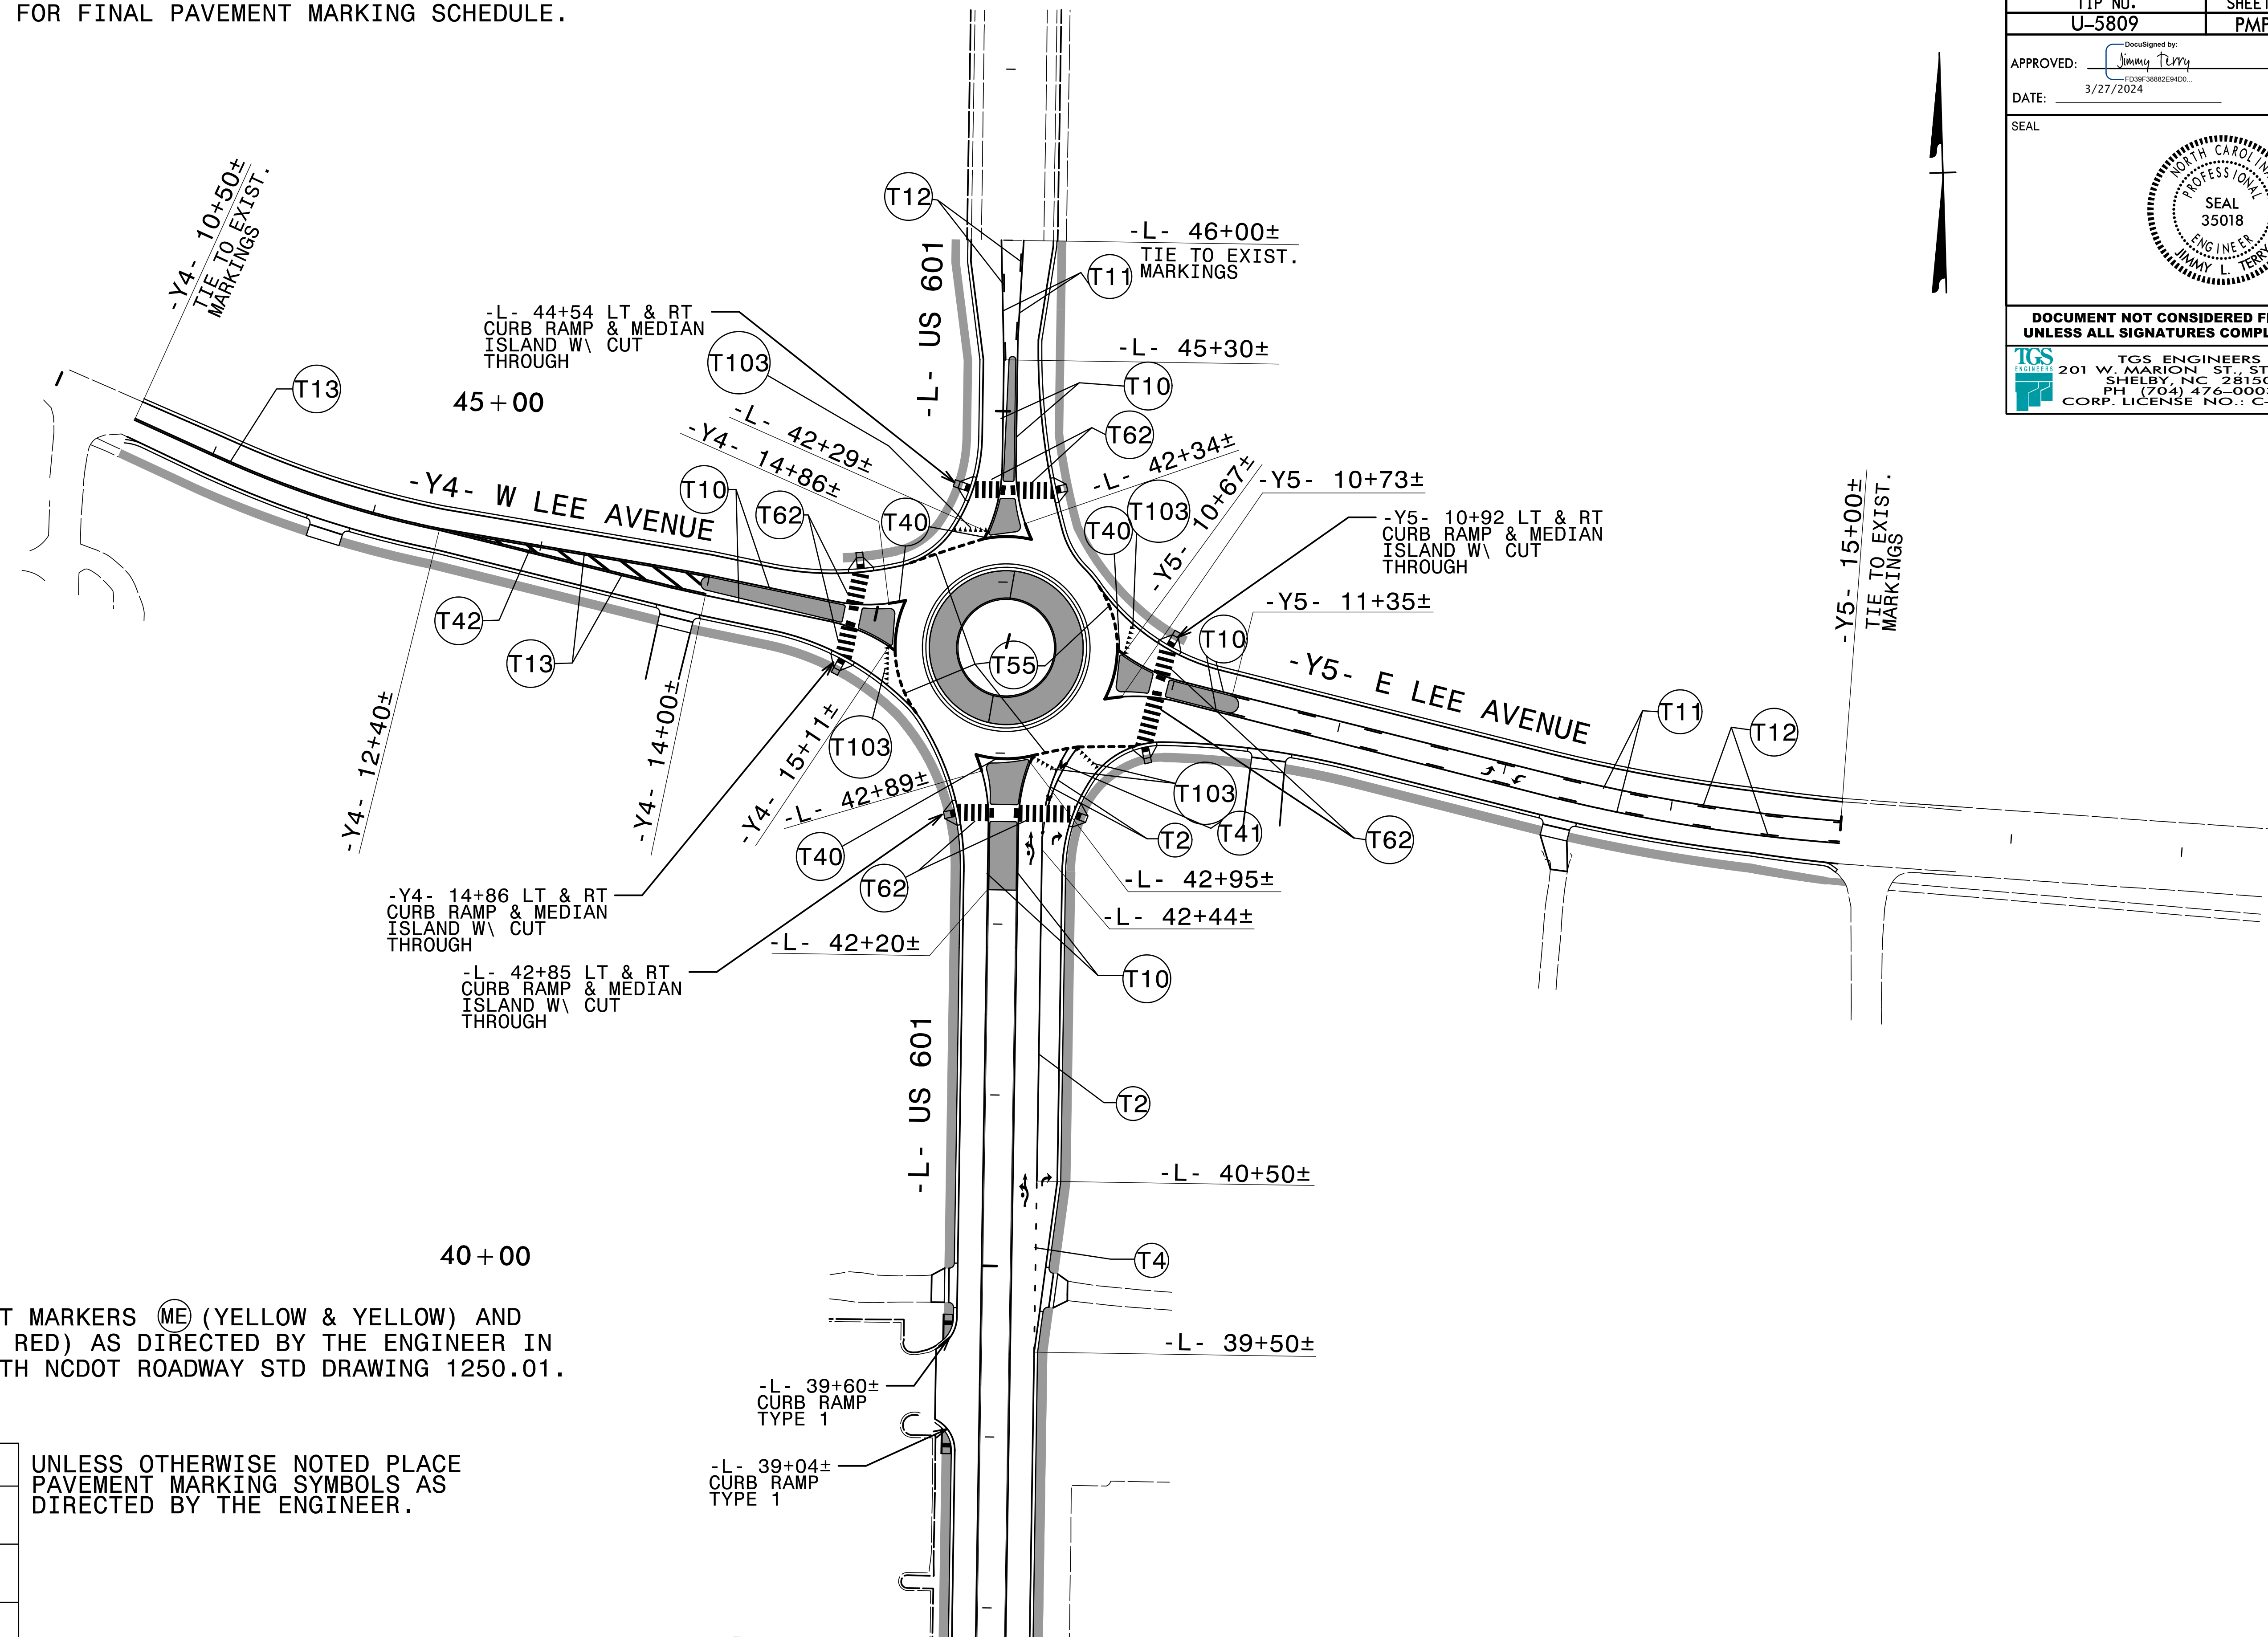 FOR FINAL PAVEMENT MARKING SCHEDULE.
TIP NO.
U-5809
DocuSigned by:
APPROVED: Jimmy Terry
FD39F38882E94D0...
DATE: 3/27/2024
SEAL
NORTH
PROFESSIONAL
SEAL
35018
ENGINEER
JIMMY L. TERRY
DOCUMENT NOT CONSIDERED
UNLESS ALL SIGNATURES
TGS
ENGINEERS
TGS ENGINEERS
201 W. MARION ST.,
SHELBY, NC 28150
PH (704)
CORP. LICENSE NO.:
-Y4- 10+50±
TIE TO EXIST.
MARKINGS
T12
-L- US 601
-L- 46+00±
TIE TO EXIST.
MARKINGS
T11
-L- 44+54 LT & RT
CURB RAMP & MEDIAN
ISLAND W\ CUT
THROUGH
T103
-L- 45+30±
T10
T13
45+00
-L- 42+29±
-Y4- 14+86±
T62
-L- 42+34±
-Y5- 10+67±
-Y5- 10+73±
-Y4- W LEE AVENUE
T10
T62
T40
T40
T103
-Y5- 10+92 LT & RT
CURB RAMP & MEDIAN
ISLAND W\ CUT
THROUGH
-Y5- 15+00±
TIE TO EXIST.
MARKINGS
-Y5- 11+35±
T42
T13
T10
T55
-Y5- E LEE AVENUE
T11
T12
-Y4- 12+40±
-Y4- 14+00±
-Y4- 15+11±
T103
-L- 42+89±
T103
T40
T2
T41
T62
T62
-L- 42+95±
-L- 42+44±
-Y4- 14+86 LT & RT
CURB RAMP & MEDIAN
ISLAND W\ CUT
THROUGH
-L- 42+20±
-L- 42+85 LT & RT
CURB RAMP & MEDIAN
ISLAND W\ CUT
THROUGH
T10
-L- US 601
T2
-L- 40+50±
40+00
T4
T MARKERS ME (YELLOW & YELLOW) AND
RED) AS DIRECTED BY THE ENGINEER IN
TH NCDOT ROADWAY STD DRAWING 1250.01.
-L- 39+50±
-L- 39+60±
CURB RAMP
TYPE 1
-L- 39+04±
CURB RAMP
TYPE 1
UNLESS OTHERWISE NOTED PLACE
PAVEMENT MARKING SYMBOLS AS
DIRECTED BY THE ENGINEER.